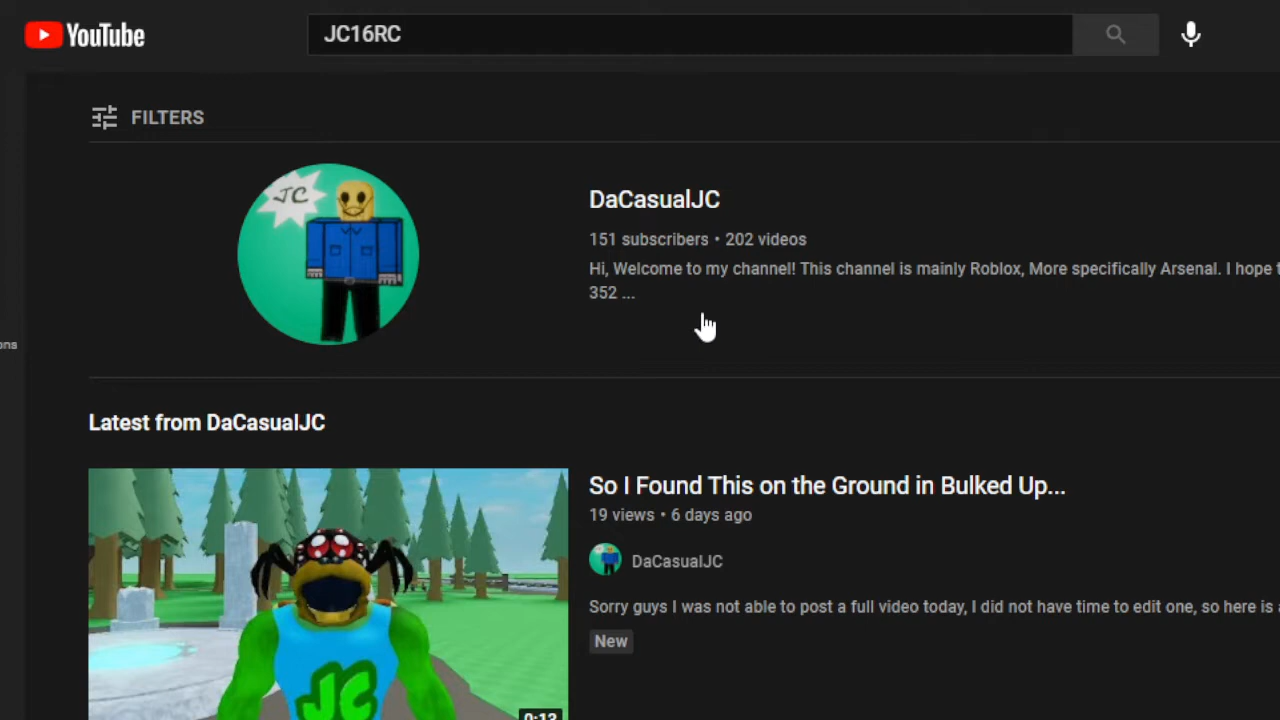 YouTube
JC16RC
FILTERS
JC
DaCasualJC
151 subscribers • 202 videos
Hi, Welcome to my channel! This channel is mainly Roblox, More specifically Arsenal. I hope
352 ...
ons
Latest from DaCasualJC
So I Found This on the Ground in Bulked Up...
19 views • 6 days ago
DaCasualJC
Sorry guys I was not able to post a full video today, I did not have time to edit one, so here is
New
JC
0:13